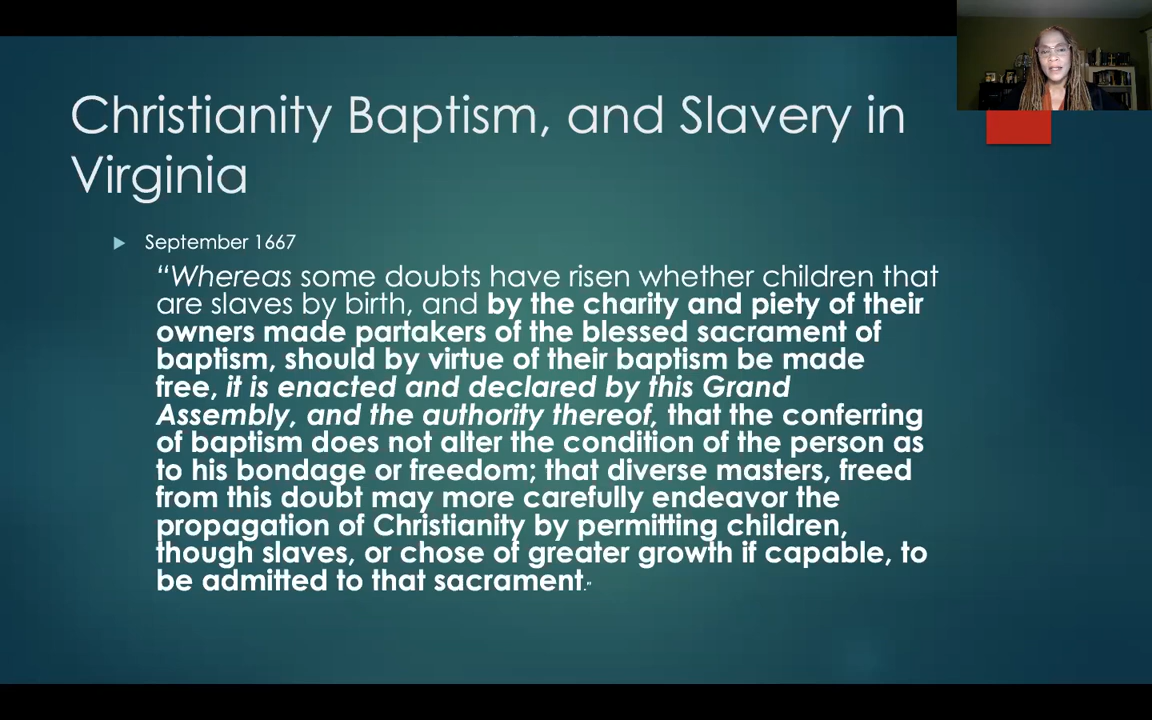 Christianity Baptism, and Slavery in
Virginia
September 1667
“Whereas some doubts have risen whether children that
are slaves by birth, and by the charity and piety of their
owners made partakers of the blessed sacrament of
baptism, should by virtue of their baptism be made
free, it is enacted and declared by this Grand
Assembly, and the authority thereof, that the conferring
of baptism does not alter the condition of the person as
to his bondage or freedom; that diverse masters, freed
from this doubt may more carefully endeavor the
propagation of Christianity by permitting children,
though slaves, or chose of greater growth if capable, to
be admitted to that sacrament.”